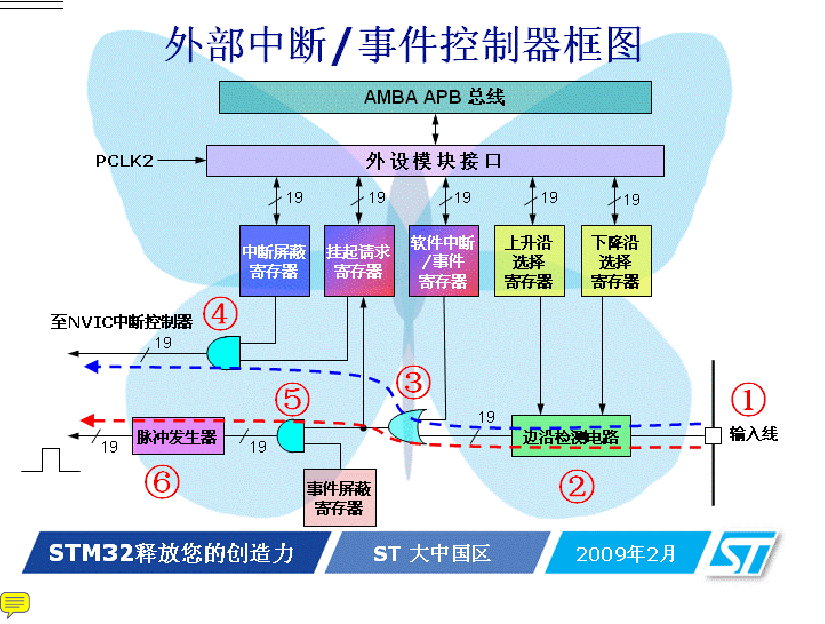 外部中断/事件控制器框图
AMBA APB 总线
PCLK2
外设模块接口
19
19
19
19
19
中断屏蔽
寄存器
挂起请求
寄存器
软件中断
/事件
寄存器
上升沿
选择
寄存器
下降沿
选择
寄存器
至NVIC中断控制器
④
19
③
①
⑤
19
输入线
脉冲发生器
边沿检测电路
19
19
⑥
②
事件屏蔽
寄存器
STM32释放您的创造力
ST 大中国区
2009年2月
ST